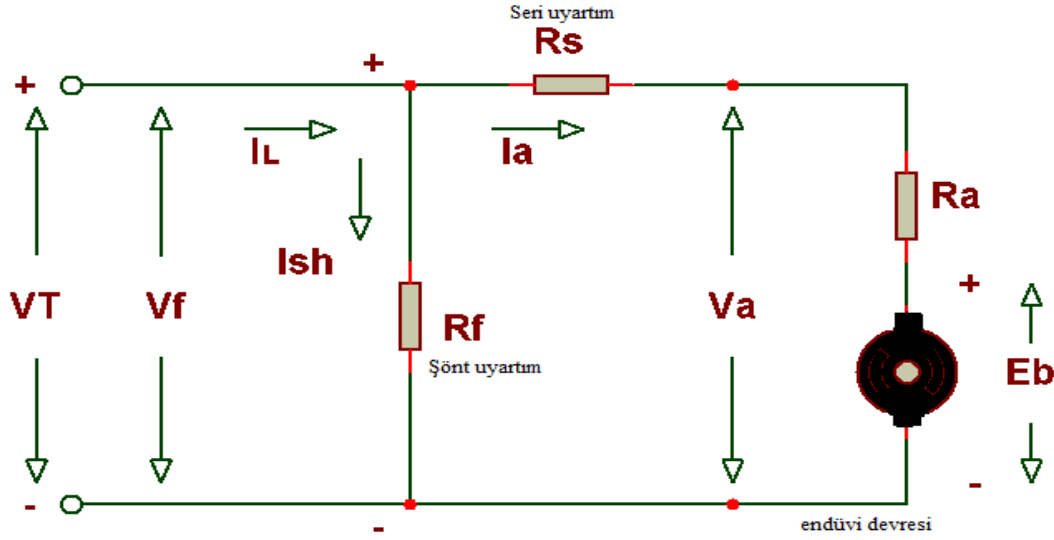 Seri uyartım
Rs
+
+
IL
Ia
Ra
Ish
+
VT
Vf
Rf
Va
Eb
Şönt uyartım
-
-
-
endüvi devresi